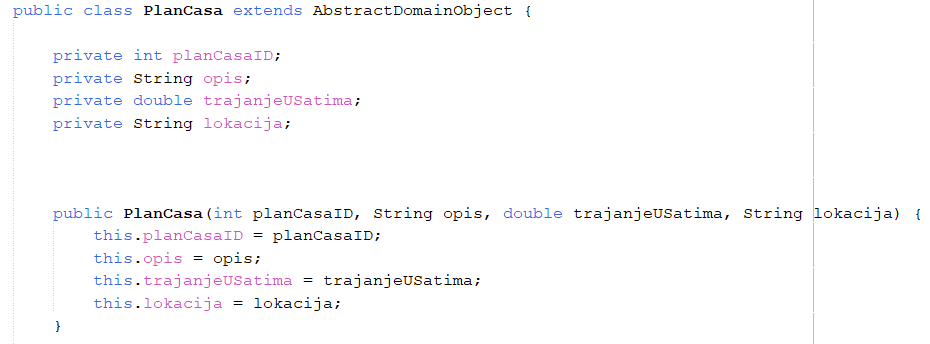 public class PlanCasa extends AbstractDomainObject {
private int planCasaID;
private String opis;
private double trajanjeUSatima;
private String lokacija;
public PlanCasa(int planCasaID, String opis, double trajanjeUSatima, String lokacija) {
this.planCasaID = planCasaID;
this.opis = opis;
this.trajanjeUSatima = trajanjeUSatima;
this.lokacija = lokacija;
}